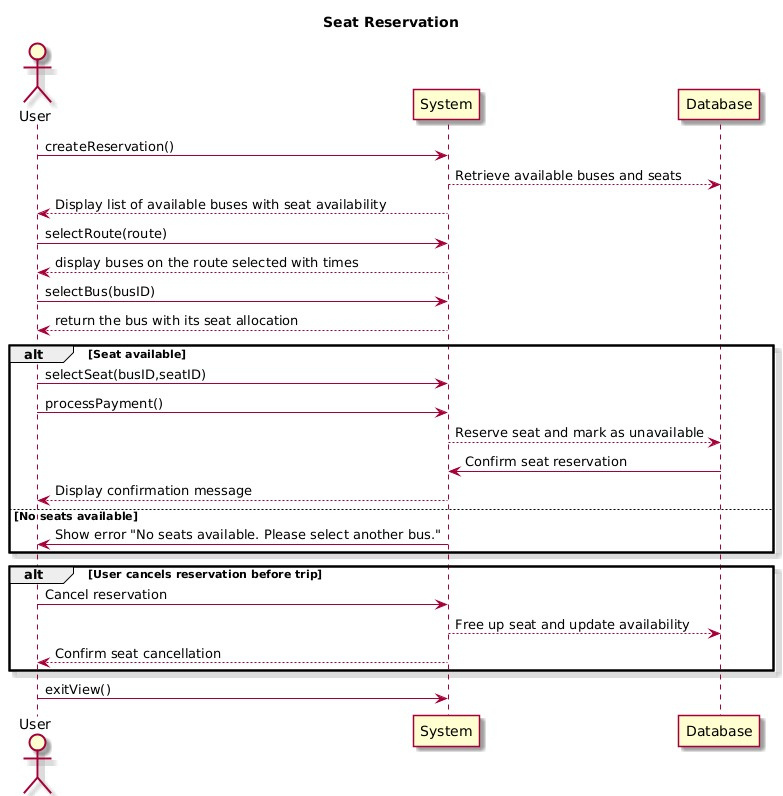 Seat Reservation
User
System
Database
createReservation()
Retrieve available buses and seats
Display list of available buses with seat availability
selectRoute(route)
display buses on the route selected with times
selectBus(busID)
return the bus with its seat allocation
alt [Seat available]
selectSeat(busID,seatID)
processPayment()
Reserve seat and mark as unavailable
Confirm seat reservation
Display confirmation message
[No seats available]
Show error "No seats available. Please select another bus."
alt [User cancels reservation before trip]
Cancel reservation
Free up seat and update availability
Confirm seat cancellation
exitView()
User
System
Database